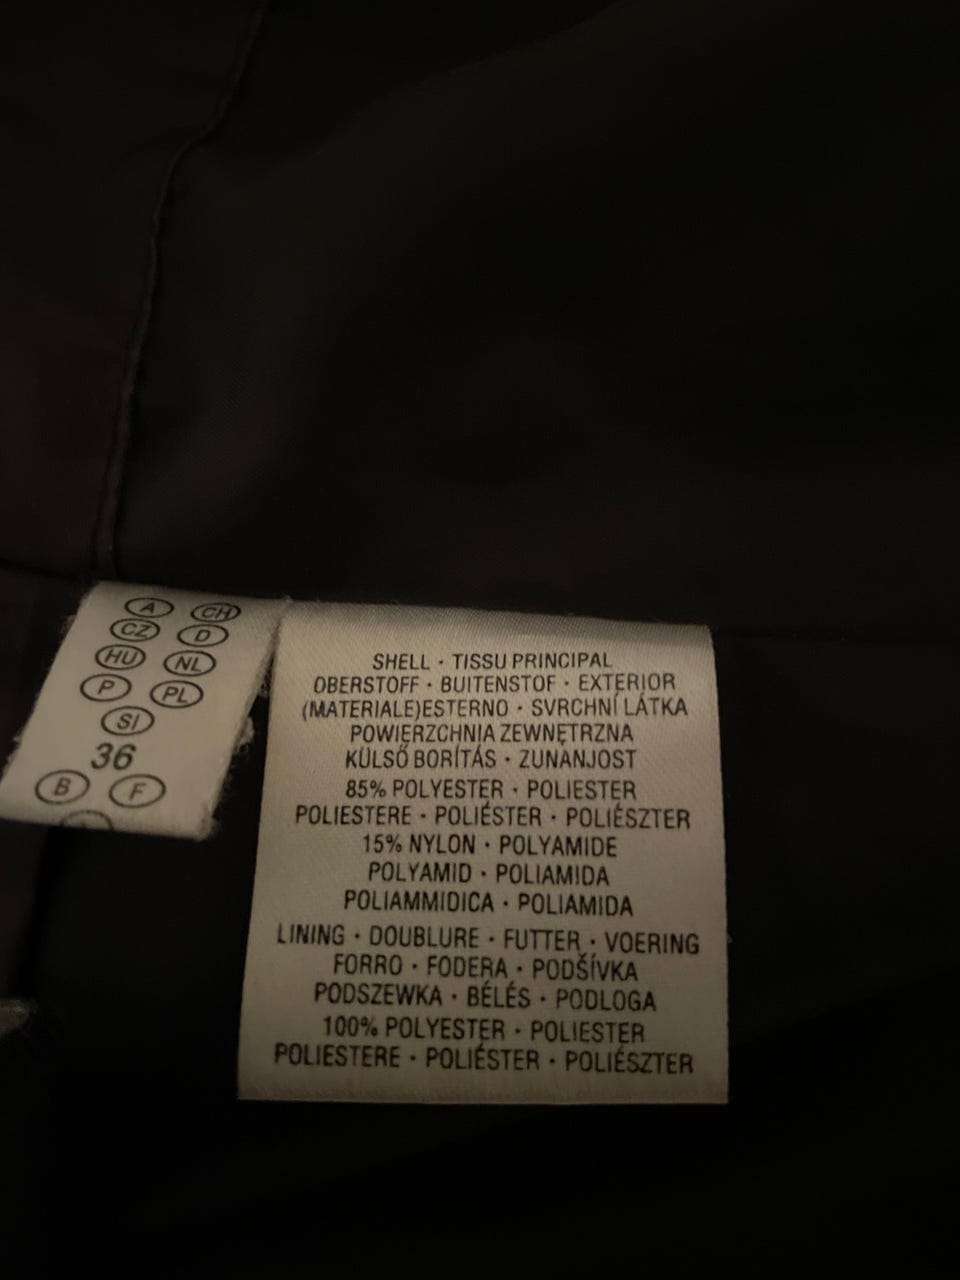 A CH
CZ D
HU NL
P PL
SI
36
B F
SHELL · TISSU PRINCIPAL
OBERSTOFF · BUITENSTOF · EXTERIOR
(MATERIALE)ESTERNO · SVRCHNÍ LÁTKA
POWIERZCHNIA ZEWNĘTRZNA
KÜLSŐ BORÍTÁS · ZUNANJOST
85% POLYESTER · POLIESTER
POLIESTERE · POLIÉSTER · POLIÉSZTER
15% NYLON · POLYAMIDE
POLYAMID · POLIAMIDA
POLIAMMIDICA · POLIAMIDA
LINING · DOUBLURE · FUTTER · VOERING
FORRO · FODERA · PODŠÍVKA
PODSZEWKA · BÉLÉS · PODLOGA
100% POLYESTER · POLIESTER
POLIESTERE · POLIÉSTER · POLIÉSZTER